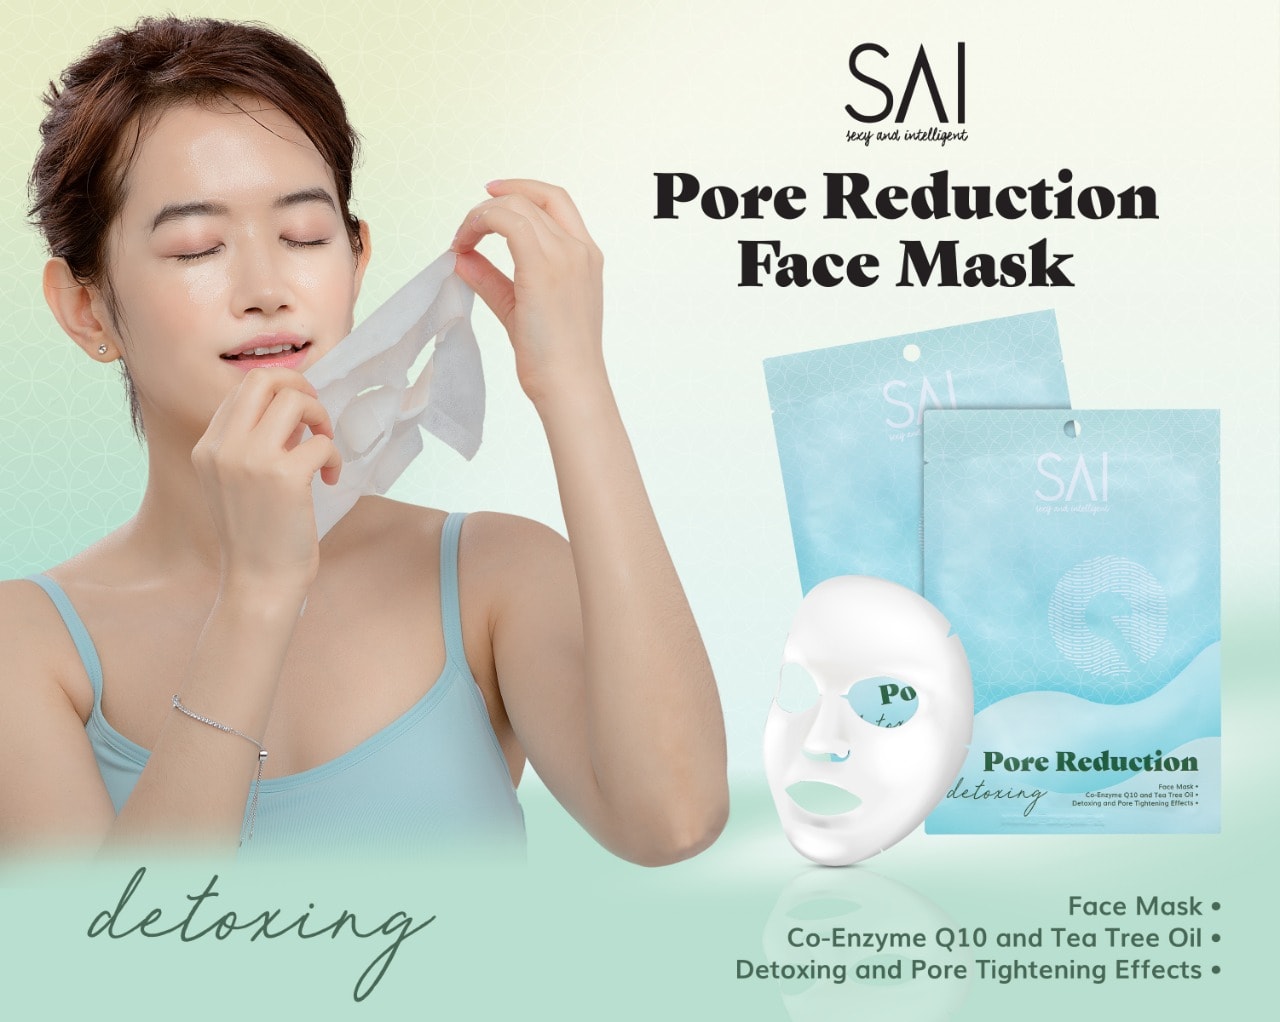 SAI
sexy and intelligent
Pore Reduction
Face Mask
SAI
sexy and intelligent
SAI
sexy and intelligent
Po
Pore Reduction
detoxing
Face Mask •
Co-Enzyme Q10 and Tea Tree Oil •
Detoxing and Pore Tightening Effects •
detoxing
Face Mask •
Co-Enzyme Q10 and Tea Tree Oil •
Detoxing and Pore Tightening Effects •